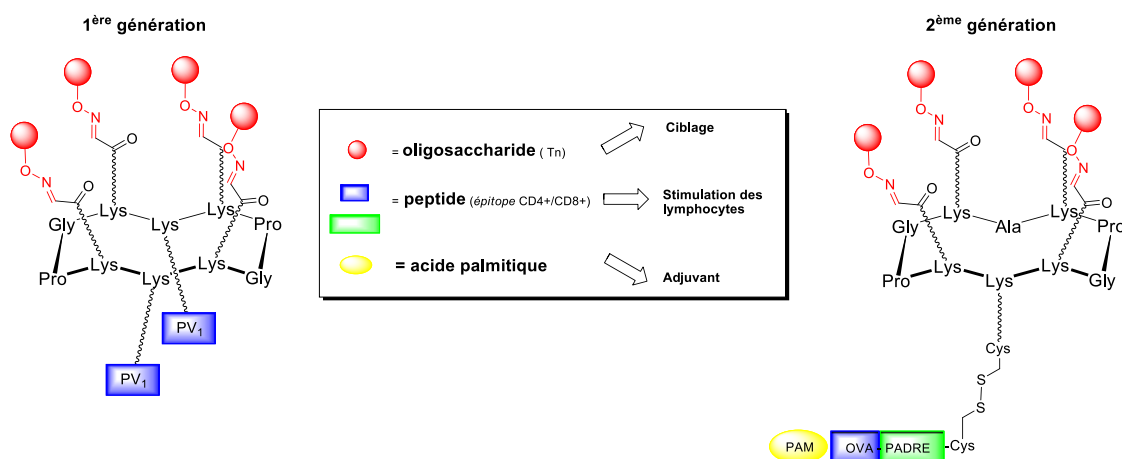 1ère génération
O
N
O
O
N
O
O
N
O
O
N
O
Lys
Lys
Lys
Gly
Pro
Pro
Lys
Lys
Lys
Gly
PV1
PV1
= oligosaccharide ( Tn)
Ciblage
= peptide (épitope CD4+/CD8+)
Stimulation des
lymphocytes
= acide palmitique
Adjuvant
2ème génération
O
N
O
O
N
O
O
N
O
O
N
O
Lys
Ala
Lys
Gly
Pro
Pro
Lys
Lys
Lys
Gly
Cys
S
S
PAM
OVA
PADRE
Cys